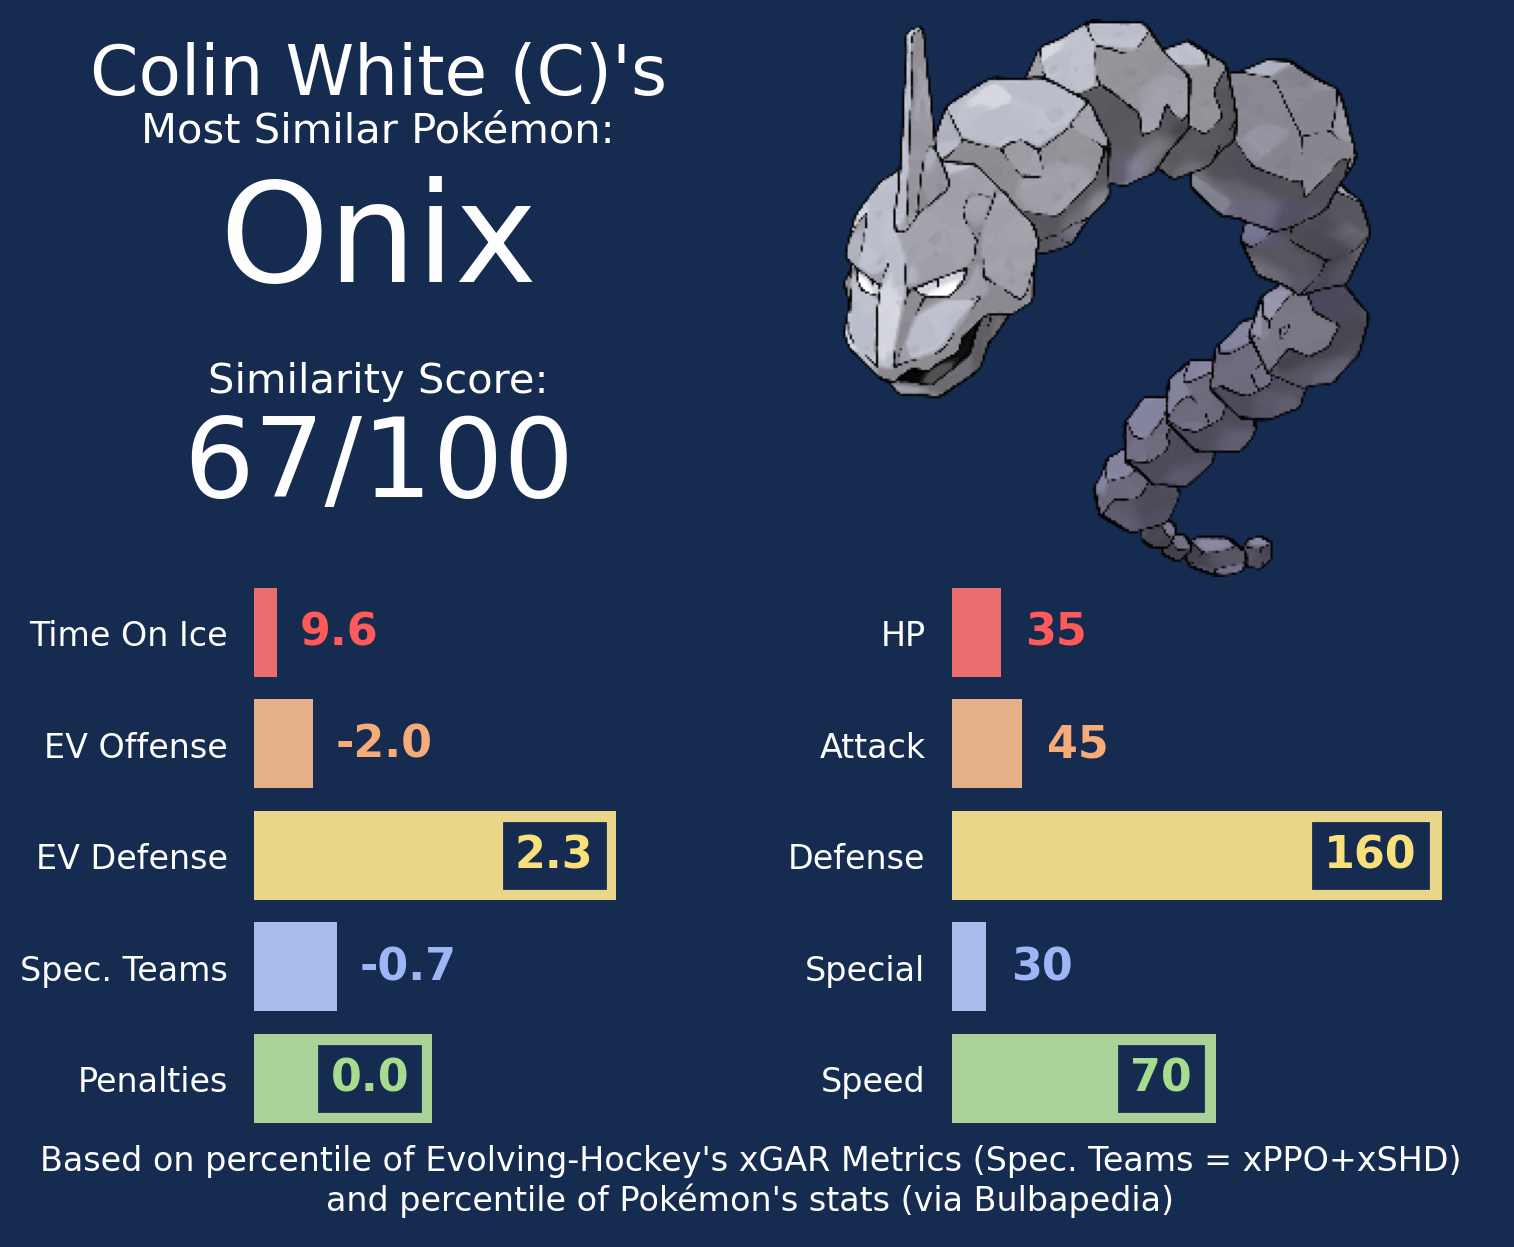 Colin White (C)'s
Most Similar Pokémon:
Onix
Similarity Score:
67/100
Time On Ice 9.6
EV Offense -2.0
EV Defense 2.3
Spec. Teams -0.7
Penalties 0.0
HP 35
Attack 45
Defense 160
Special 30
Speed 70
Based on percentile of Evolving-Hockey's xGAR Metrics (Spec. Teams = xPPO+xSHD)
and percentile of Pokémon's stats (via Bulbapedia)